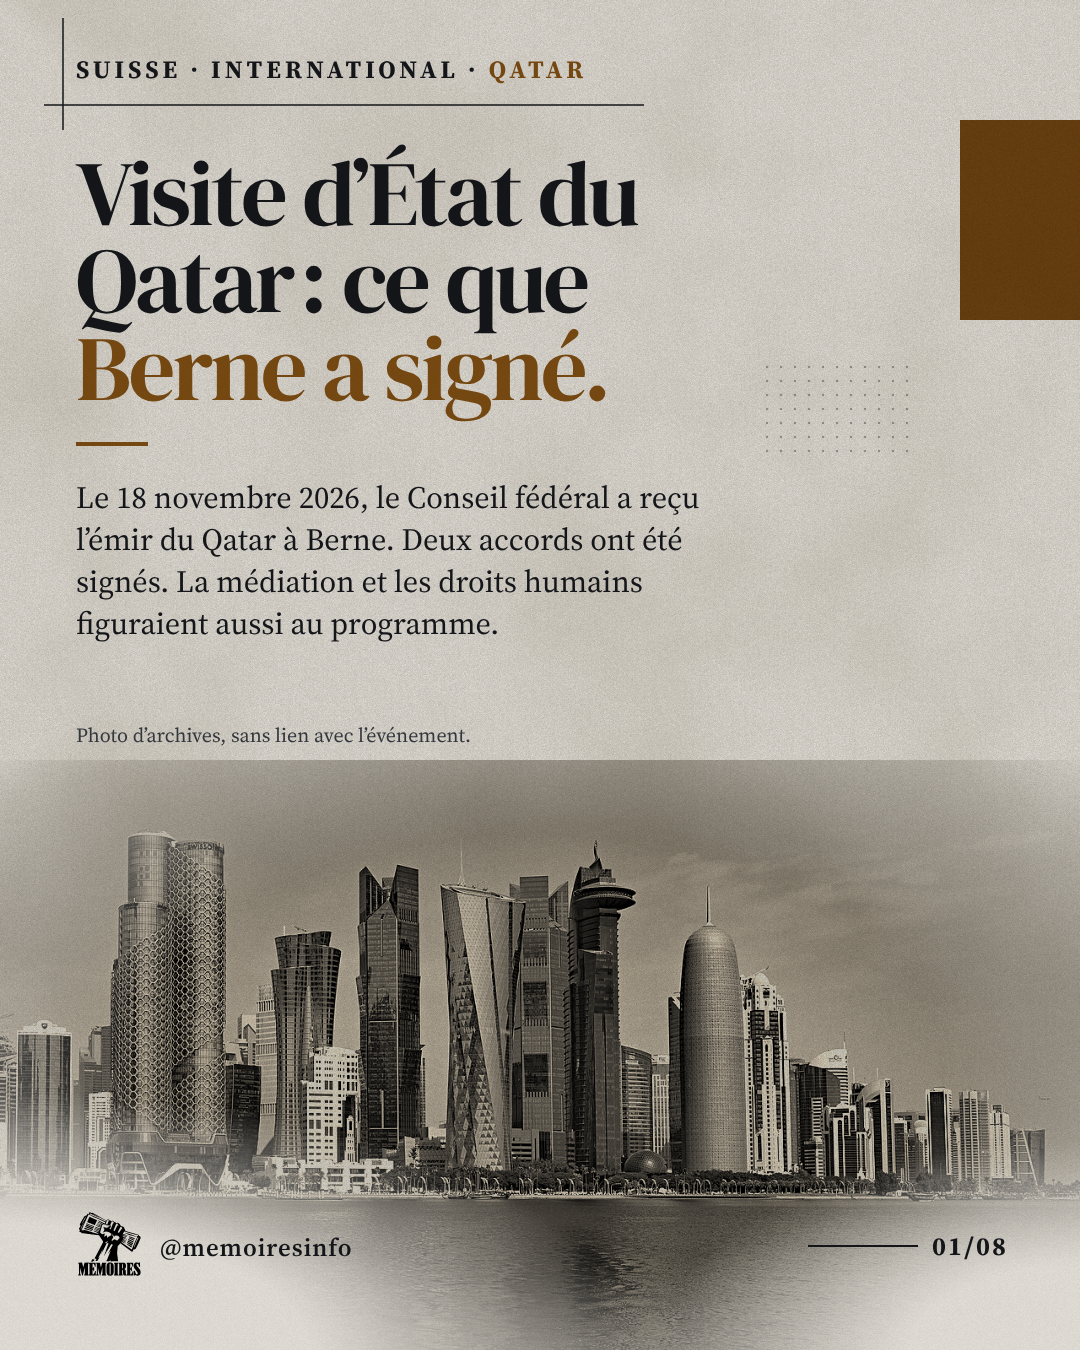 SUISSE · INTERNATIONAL · QATAR
Visite d’État du
Qatar : ce que
Berne a signé.
Le 18 novembre 2026, le Conseil fédéral a reçu
l’émir du Qatar à Berne. Deux accords ont été
signés. La médiation et les droits humains
figuraient aussi au programme.
Photo d’archives, sans lien avec l’événement.
MÉMOIRES
@memoiresinfo
01/08